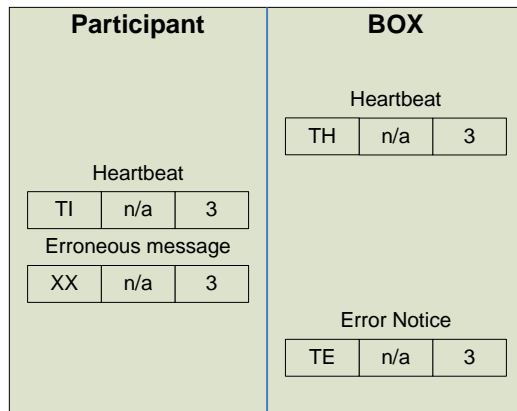 Participant
BOX
Heartbeat
TH n/a 3
Heartbeat
TI n/a 3
Erroneous message
XX n/a 3
Error Notice
TE n/a 3